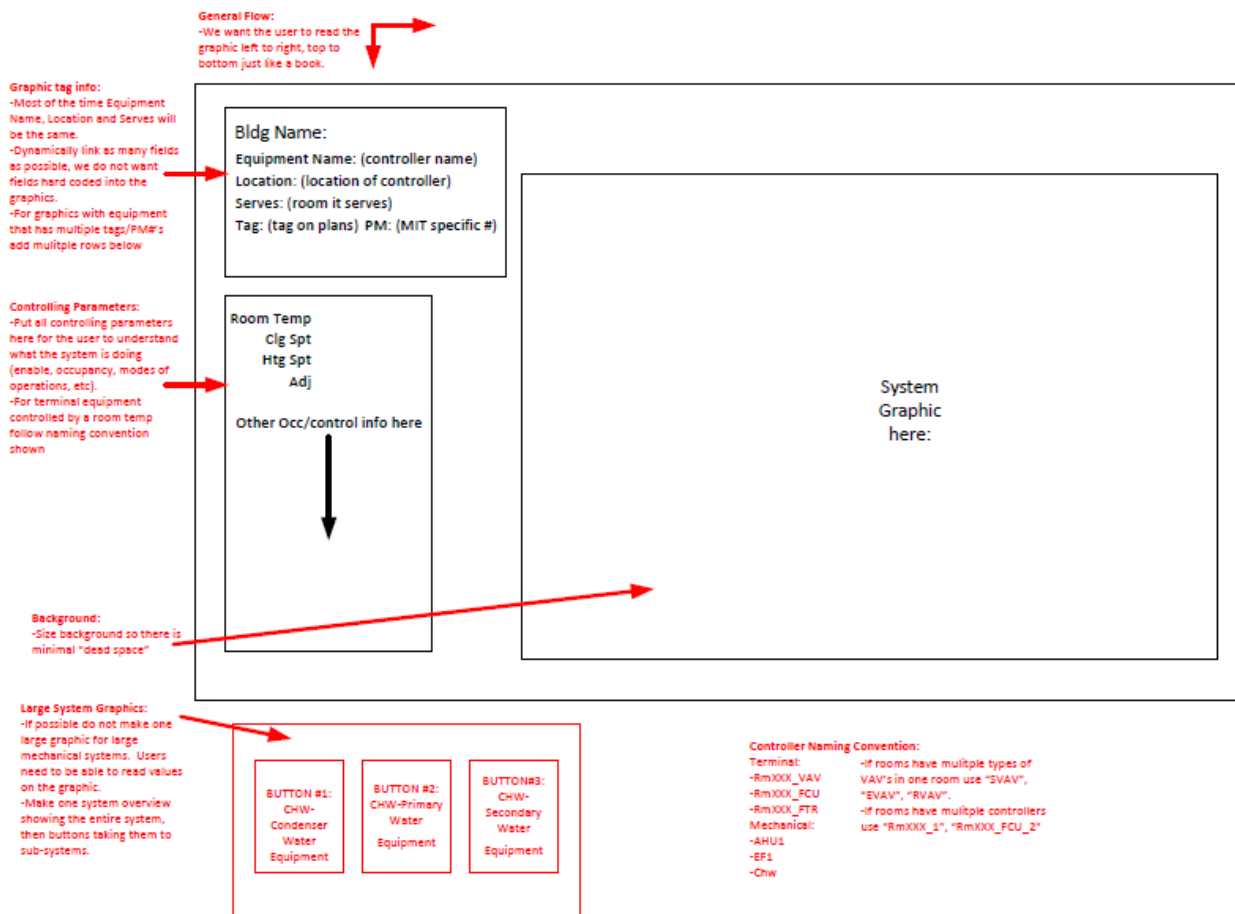 General Flow:
-We want the user to read the
graphic left to right, top to
bottom just like a book.
Graphic tag info:
-Most of the time Equipment
Name, Location and Serves will
be the same.
-Dynamically link as many fields
as possible, we do not want
fields hard coded into the
graphics.
-For graphics with equipment
that has multiple tags/PM#'s
add mulitple rows below
Bldg Name:
Equipment Name: (controller name)
Location: (location of controller)
Serves: (room it serves)
Tag: (tag on plans) PM: (MIT specific #)
Controlling Parameters:
-Put all controlling parameters
here for the user to understand
what the system is doing
(enable, occupancy, modes of
operations, etc).
-For terminal equipment
controlled by a room temp
follow naming convention
shown
Room Temp
Clg Spt
Htg Spt
Adj
Other Occ/control info here
System
Graphic
here:
Background:
-Size background so there is
minimal "dead space"
Large System Graphics:
-If possible do not make one
large graphic for large
mechanical systems. Users
need to be able to read values
on the graphic.
-Make one system overview
showing the entire system,
then buttons taking them to
sub-systems.
BUTTON #1:
CHW-
Condenser
Water
Equipment
BUTTON #2:
CHW-Primary
Water
Equipment
BUTTON#3:
CHW-
Secondary
Water
Equipment
Controller Naming Convention:
Terminal:
-RmXXX_VAV
-RmXXX_FCU
-RmXXX_FTR
Mechanical:
-AHU1
-EF1
-Chw
-If rooms have mulitple types of
VAV's in one room use "SVAV",
"EVAV", "RVAV".
-If rooms have mulitple controllers
use "RmXXX_1", "RmXXX_FCU_2"